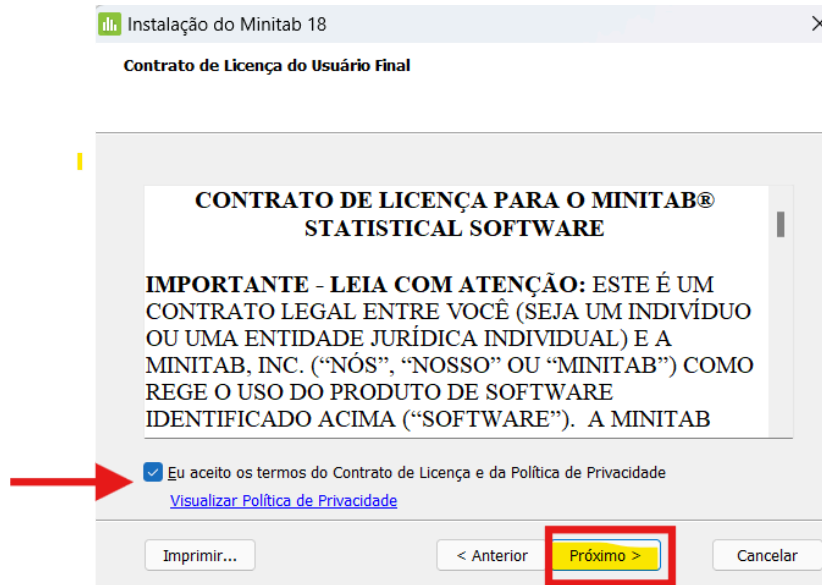 Instalação do Minitab 18
Contrato de Licença do Usuário Final
CONTRATO DE LICENÇA PARA O MINITAB®
STATISTICAL SOFTWARE
IMPORTANTE - LEIA COM ATENÇÃO: ESTE É UM
CONTRATO LEGAL ENTRE VOCÊ (SEJA UM INDIVÍDUO
OU UMA ENTIDADE JURÍDICA INDIVIDUAL) E A
MINITAB, INC. (“NÓS”, “NOSSO” OU “MINITAB”) COMO
REGE O USO DO PRODUTO DE SOFTWARE
IDENTIFICADO ACIMA (“SOFTWARE”).  A MINITAB
Eu aceito os termos do Contrato de Licença e da Política de Privacidade
Visualizar Política de Privacidade
Imprimir... < Anterior Próximo > Cancelar